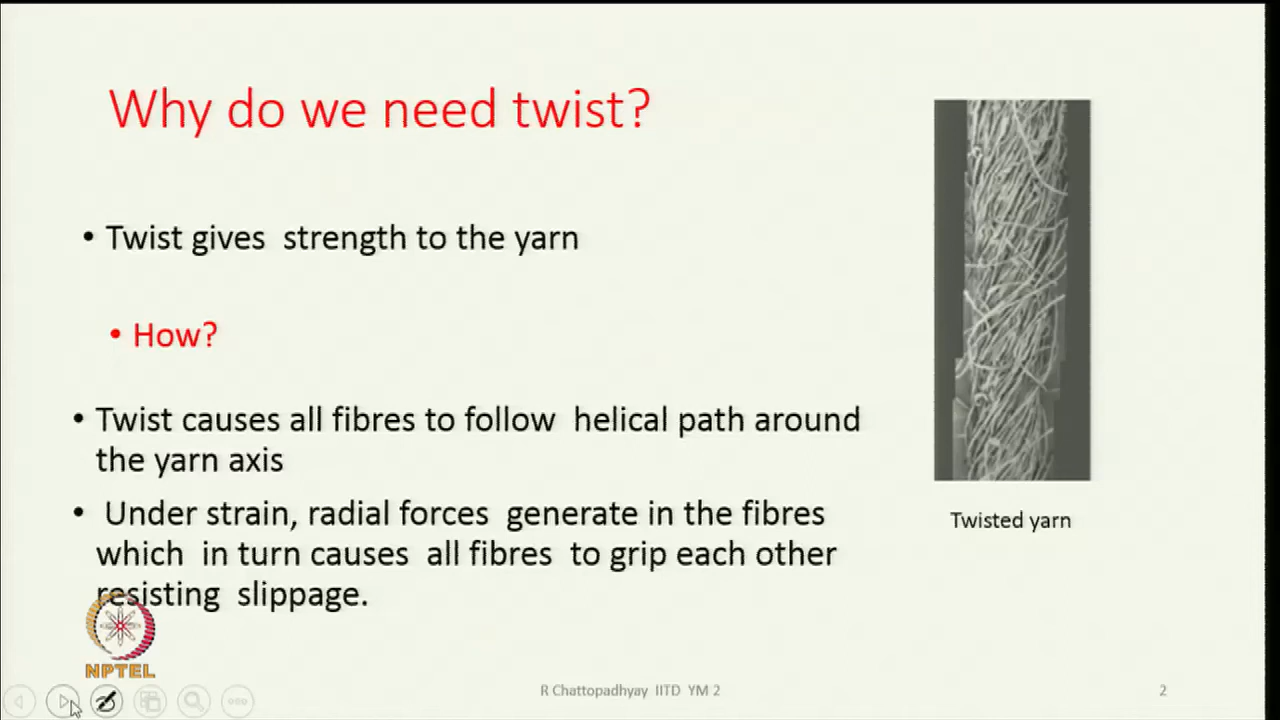 Why do we need twist?
• Twist gives strength to the yarn
• How?
• Twist causes all fibres to follow helical path around
the yarn axis
• Under strain, radial forces generate in the fibres
which in turn causes all fibres to grip each other
resisting slippage.
Twisted yarn
NPTEL
R Chattopadhyay IITD YM 2
2